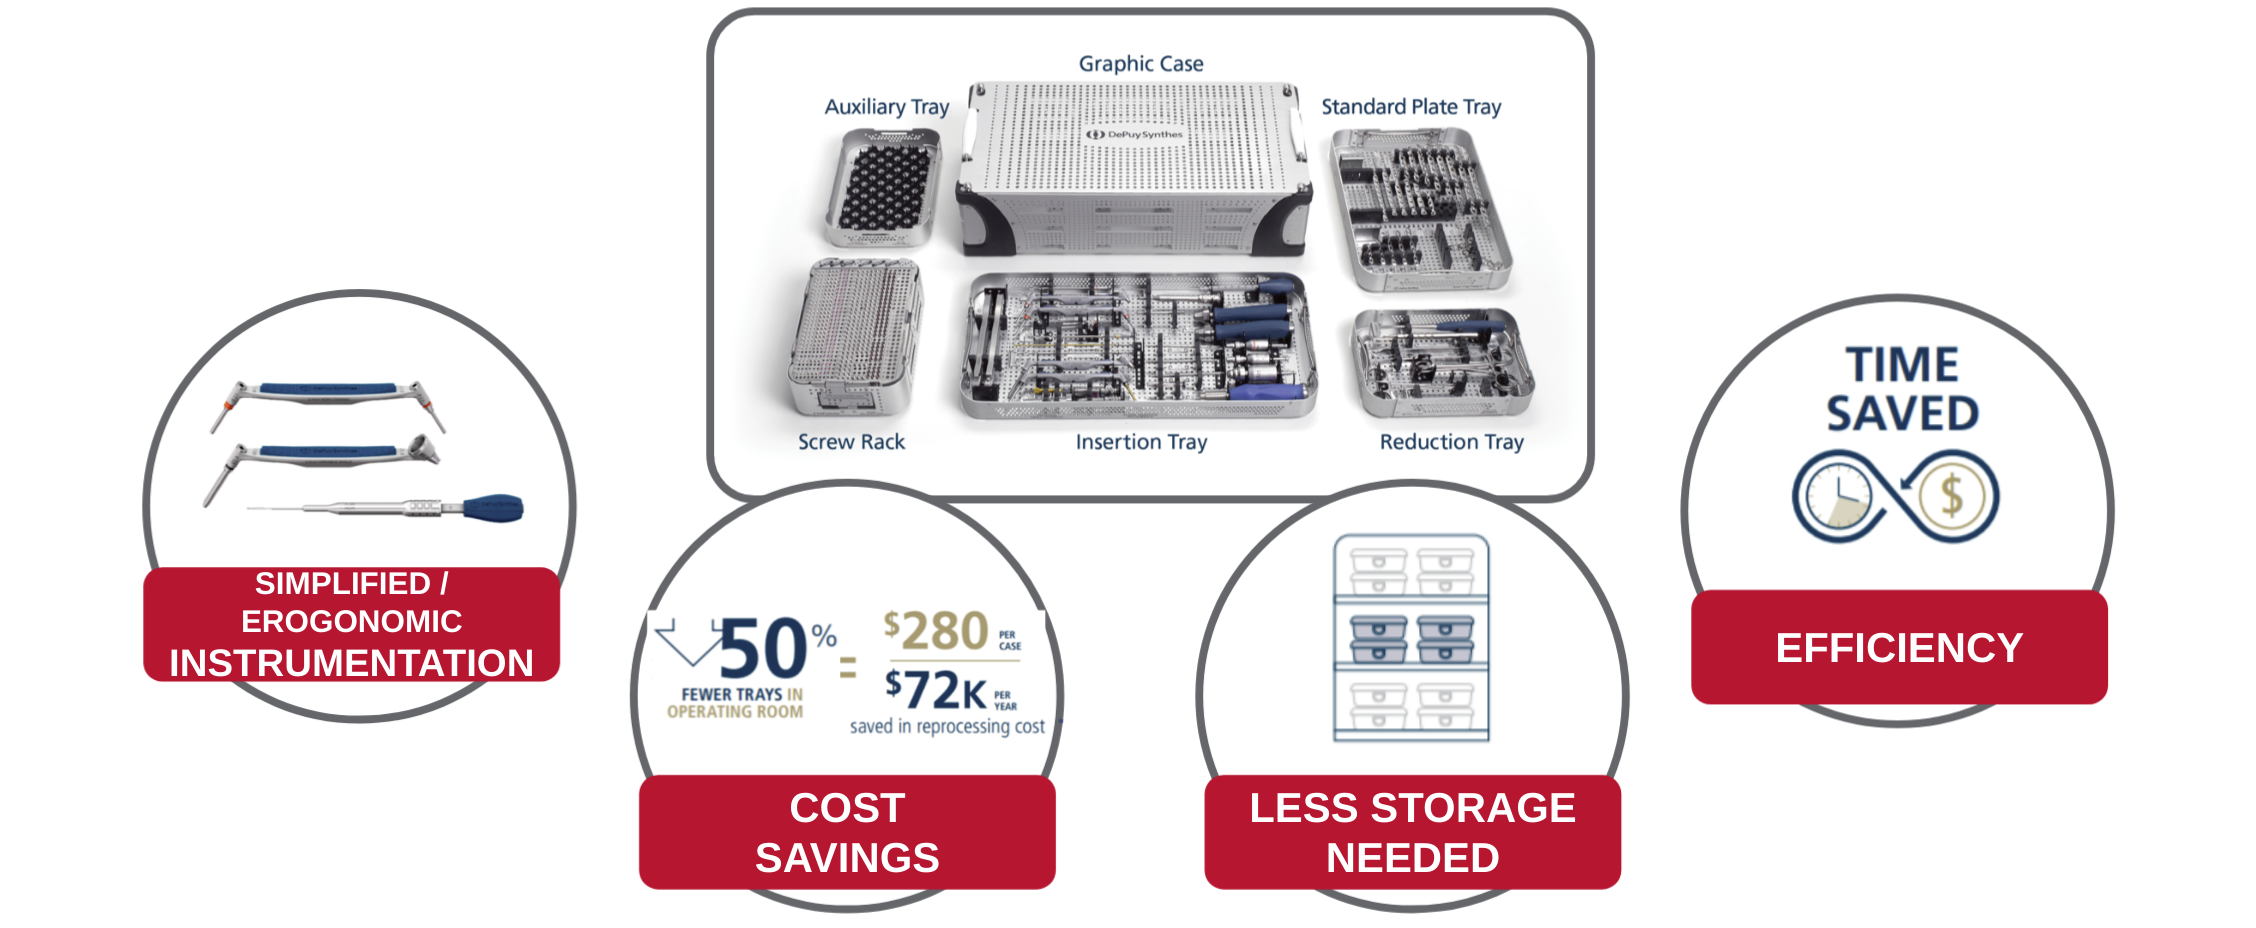 Graphic Case
Auxiliary Tray
Standard Plate Tray
DePuySynthes
Screw Rack
Insertion Tray
Reduction Tray
SIMPLIFIED /
EROGONOMIC
INSTRUMENTATION
50%
FEWER TRAYS IN
OPERATING ROOM
=
$280 PER CASE
$72K PER YEAR
saved in reprocessing cost
COST
SAVINGS
LESS STORAGE
NEEDED
TIME
SAVED
$
EFFICIENCY